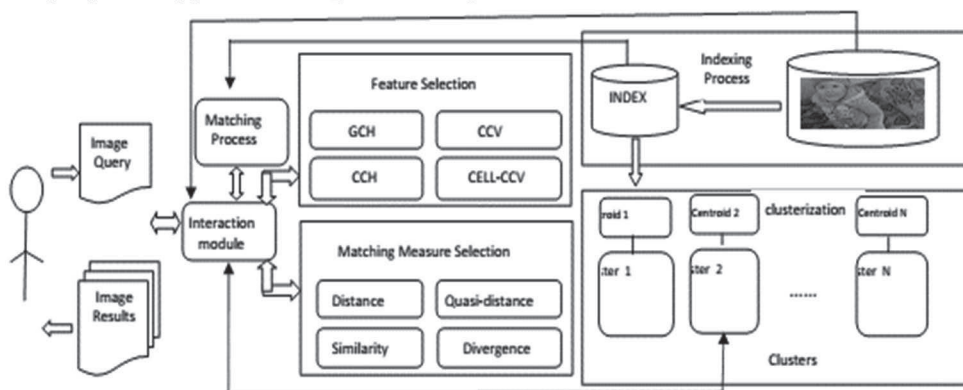 Image
Query
Image
Results
Matching
Process
Interaction
module
Feature Selection
GCH
CCV
CCH
CELL-CCV
Matching Measure Selection
Distance
Quasi-distance
Similarity
Divergence
INDEX
Indexing
Process
roid 1
Centroid 2
clusterization
Centroid N
ster 1
ster 2
......
ster N
Clusters